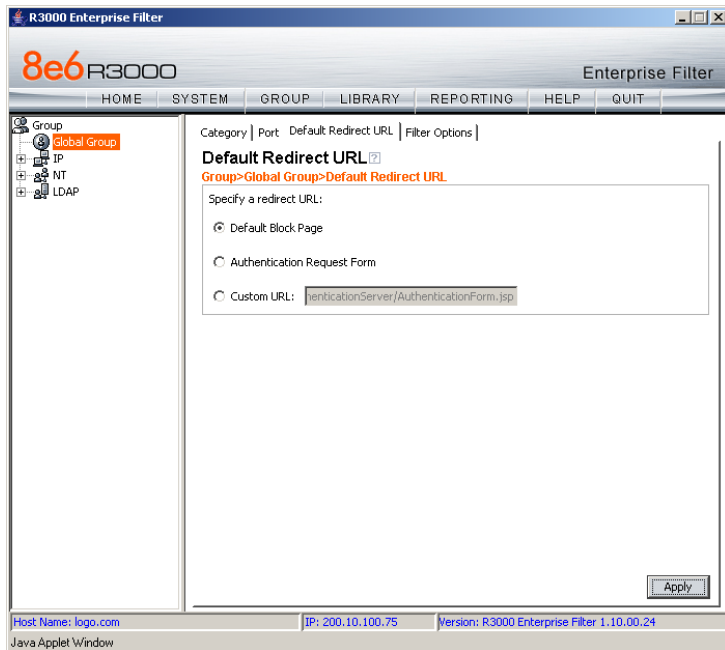 R3000 Enterprise Filter
8e6 R3000
Enterprise Filter
HOME SYSTEM GROUP LIBRARY REPORTING HELP QUIT
Group
Global Group
IP
NT
LDAP
Category Port Default Redirect URL Filter Options
Default Redirect URL ?
Group>Global Group>Default Redirect URL
Specify a redirect URL:
Default Block Page
Authentication Request Form
Custom URL: henticationServer/AuthenticationForm.jsp
Apply
Host Name: logo.com IP: 200.10.100.75 Version: R3000 Enterprise Filter 1.10.00.24
Java Applet Window